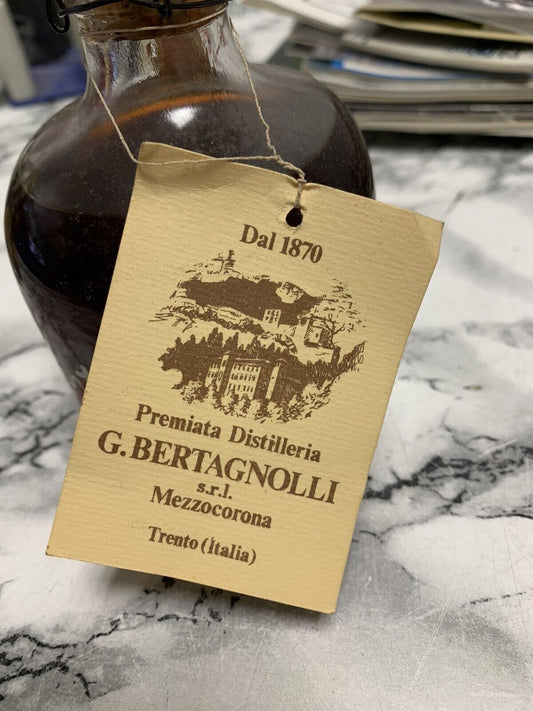 Dal 1870
Premiata Distilleria
G.BERTAGNOLLI
s.r.l.
Mezzocorona
Trento (Italia)